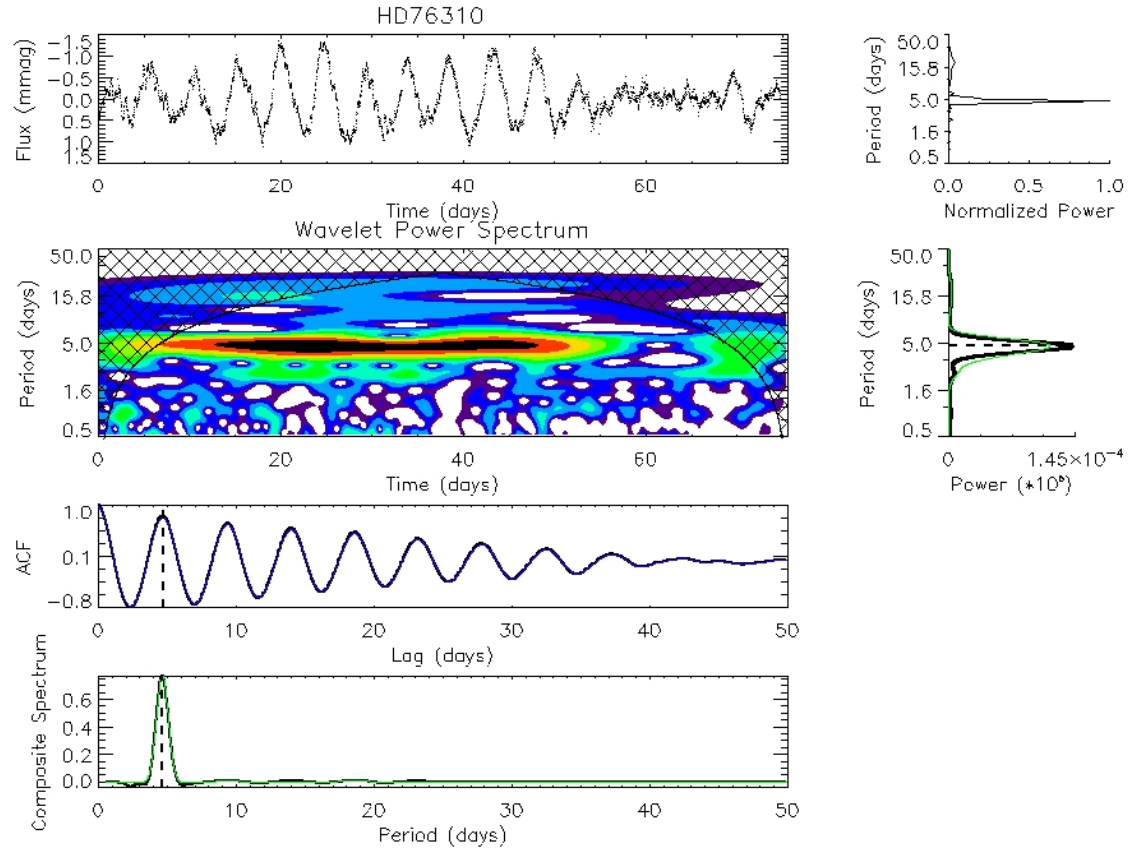 HD76310
Flux (mmag)
-1.5
-1.0
-0.5
0.0
0.5
1.0
1.5
0 20 40 60
Time (days)
Period (days)
50.0
15.8
5.0
1.6
0.5
0.0 0.5 1.0
Normalized Power
Wavelet Power Spectrum
Period (days)
50.0
15.8
5.0
1.6
0.5
0 20 40 60
Time (days)
Period (days)
50.0
15.8
5.0
1.6
0.5
0 1.45×10⁻⁴
Power (*10⁶)
ACF
1.0
0.1
-0.8
0 10 20 30 40 50
Lag (days)
Composite Spectrum
0.6
0.4
0.2
0.0
0 10 20 30 40 50
Period (days)